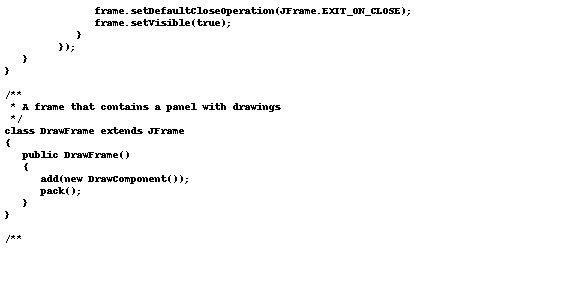 frame.setDefaultCloseOperation(JFrame.EXIT_ON_CLOSE);
frame.setVisible(true);
}
});
}
}
/**
* A frame that contains a panel with drawings
*/
class DrawFrame extends JFrame
{
public DrawFrame()
{
add(new DrawComponent());
pack();
}
}
/**